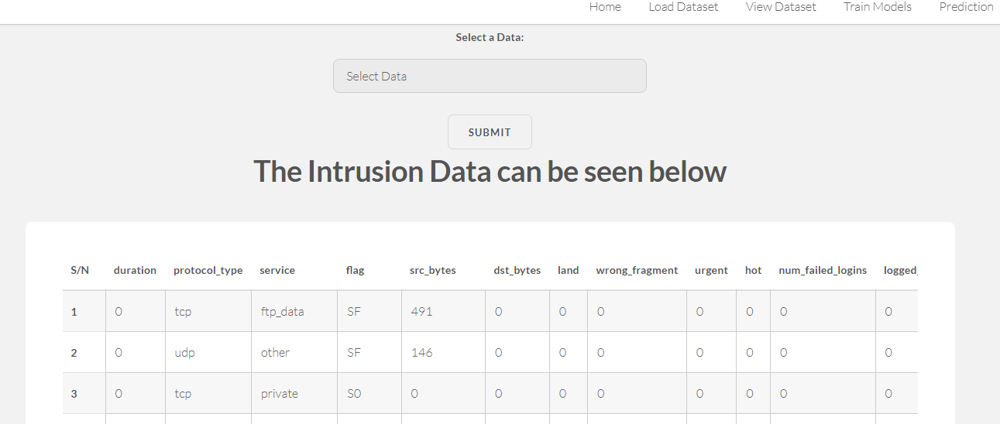 Home Load Dataset View Dataset Train Models Prediction
Select a Data:
Select Data
SUBMIT
The Intrusion Data can be seen below
S/N duration protocol_type service flag src_bytes dst_bytes land wrong_fragment urgent hot num_failed_logins logged_
1 0 tcp ftp_data SF 491 0 0 0 0 0 0 0
2 0 udp other SF 146 0 0 0 0 0 0 0
3 0 tcp private S0 0 0 0 0 0 0 0 0